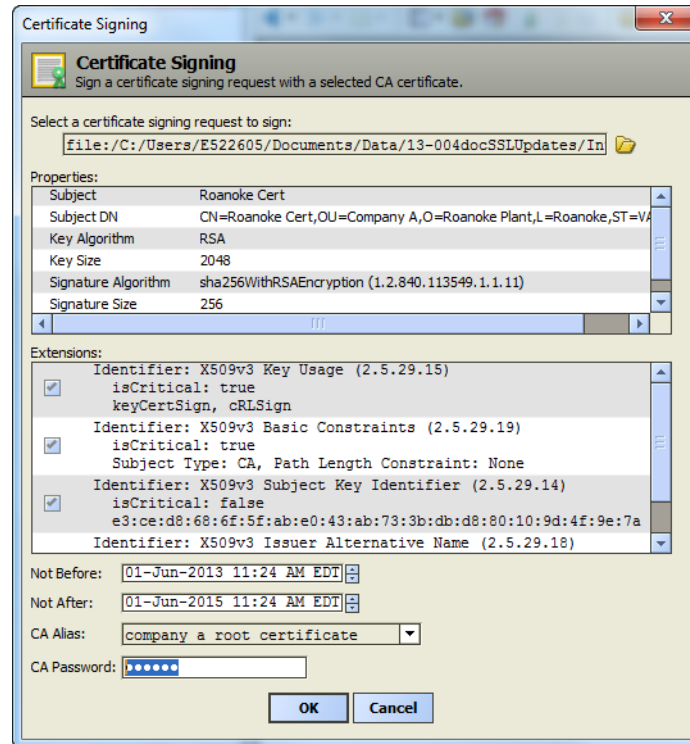 Certificate Signing
Certificate Signing
Sign a certificate signing request with a selected CA certificate.
Select a certificate signing request to sign:
file:/C:/Users/E522605/Documents/Data/13-004docSSLUpdates/In
Properties:
Subject Roanoke Cert
Subject DN CN=Roanoke Cert,OU=Company A,O=Roanoke Plant,L=Roanoke,ST=VA
Key Algorithm RSA
Key Size 2048
Signature Algorithm sha256WithRSAEncryption (1.2.840.113549.1.1.11)
Signature Size 256
Extensions:
Identifier: X509v3 Key Usage (2.5.29.15)
isCritical: true
keyCertSign, cRLSign
Identifier: X509v3 Basic Constraints (2.5.29.19)
isCritical: true
Subject Type: CA, Path Length Constraint: None
Identifier: X509v3 Subject Key Identifier (2.5.29.14)
isCritical: false
e3:ce:d8:68:6f:5f:ab:e0:43:ab:73:3b:db:d8:80:10:9d:4f:9e:7a
Identifier: X509v3 Issuer Alternative Name (2.5.29.18)
Not Before: 01-Jun-2013 11:24 AM EDT
Not After: 01-Jun-2015 11:24 AM EDT
CA Alias: company a root certificate
CA Password: ••••••
OK Cancel